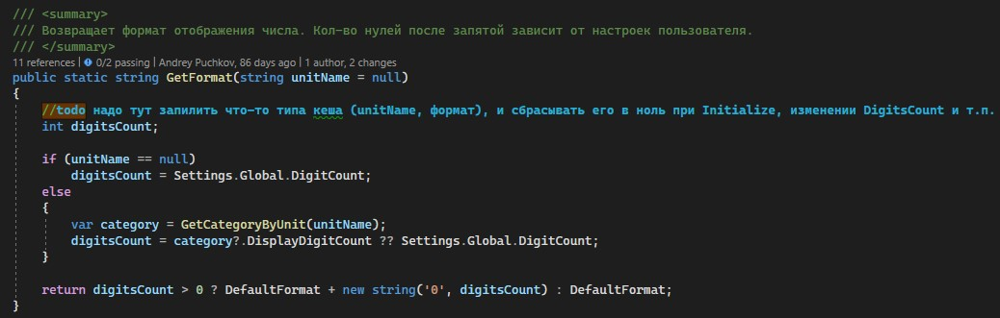 /// <summary>
/// Возвращает формат отображения числа. Кол-во нулей после запятой зависит от настроек пользователя.
/// </summary>
11 references | 0/2 passing | Andrey Puchkov, 86 days ago | 1 author, 2 changes
public static string GetFormat(string unitName = null)
{
    //todo надо тут запилить что-то типа кеша (unitName, формат), и сбрасывать его в ноль при Initialize, изменении DigitsCount и т.п.
    int digitsCount;

    if (unitName == null)
        digitsCount = Settings.Global.DigitCount;
    else
    {
        var category = GetCategoryByUnit(unitName);
        digitsCount = category?.DisplayDigitCount ?? Settings.Global.DigitCount;
    }

    return digitsCount > 0 ? DefaultFormat + new string('0', digitsCount) : DefaultFormat;
}